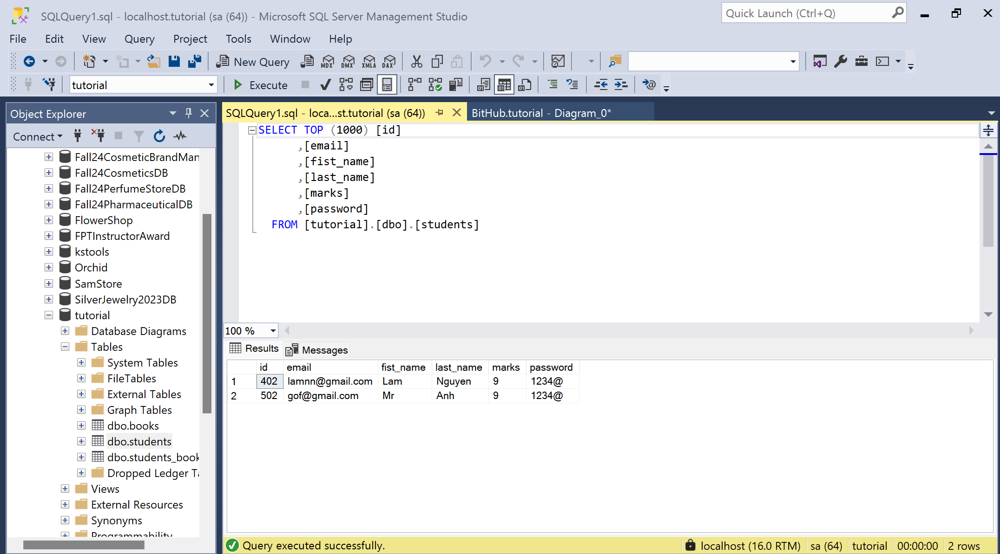 SQLQuery1.sql - localhost.tutorial (sa (64)) - Microsoft SQL Server Management Studio
Quick Launch (Ctrl+Q)
File Edit View Query Project Tools Window Help
New Query MDX DMX XMLA DAX
tutorial Execute
Object Explorer
SQLQuery1.sql - loca...st.tutorial (sa (64)) BitHub.tutorial - Diagram_0*
Connect
Fall24CosmeticBrandMan
Fall24CosmeticsDB
Fall24PerfumeStoreDB
Fall24PharmaceuticalDB
FlowerShop
FPTInstructorAward
kstools
Orchid
SamStore
SilverJewelry2023DB
tutorial
Database Diagrams
Tables
System Tables
FileTables
External Tables
Graph Tables
dbo.books
dbo.students
dbo.students_book
Dropped Ledger Ta
Views
External Resources
Synonyms
Programmability
SELECT TOP (1000) [id]
,[email]
,[fist_name]
,[last_name]
,[marks]
,[password]
FROM [tutorial].[dbo].[students]
100 %
Results Messages
id email fist_name last_name marks password
1 402 lamnn@gmail.com Lam Nguyen 9 1234@
2 502 gof@gmail.com Mr Anh 9 1234@
Query executed successfully. localhost (16.0 RTM) sa (64) tutorial 00:00:00 2 rows